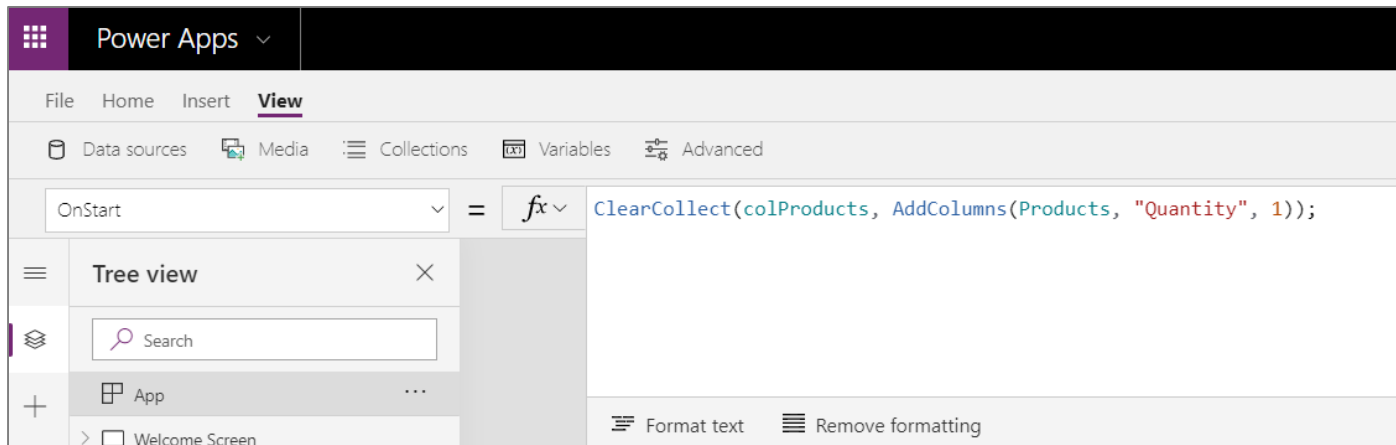 Power Apps
File Home Insert View
Data sources Media Collections Variables Advanced
OnStart = fx ClearCollect(colProducts, AddColumns(Products, "Quantity", 1));
Tree view
Search
App ...
Welcome Screen
Format text Remove formatting